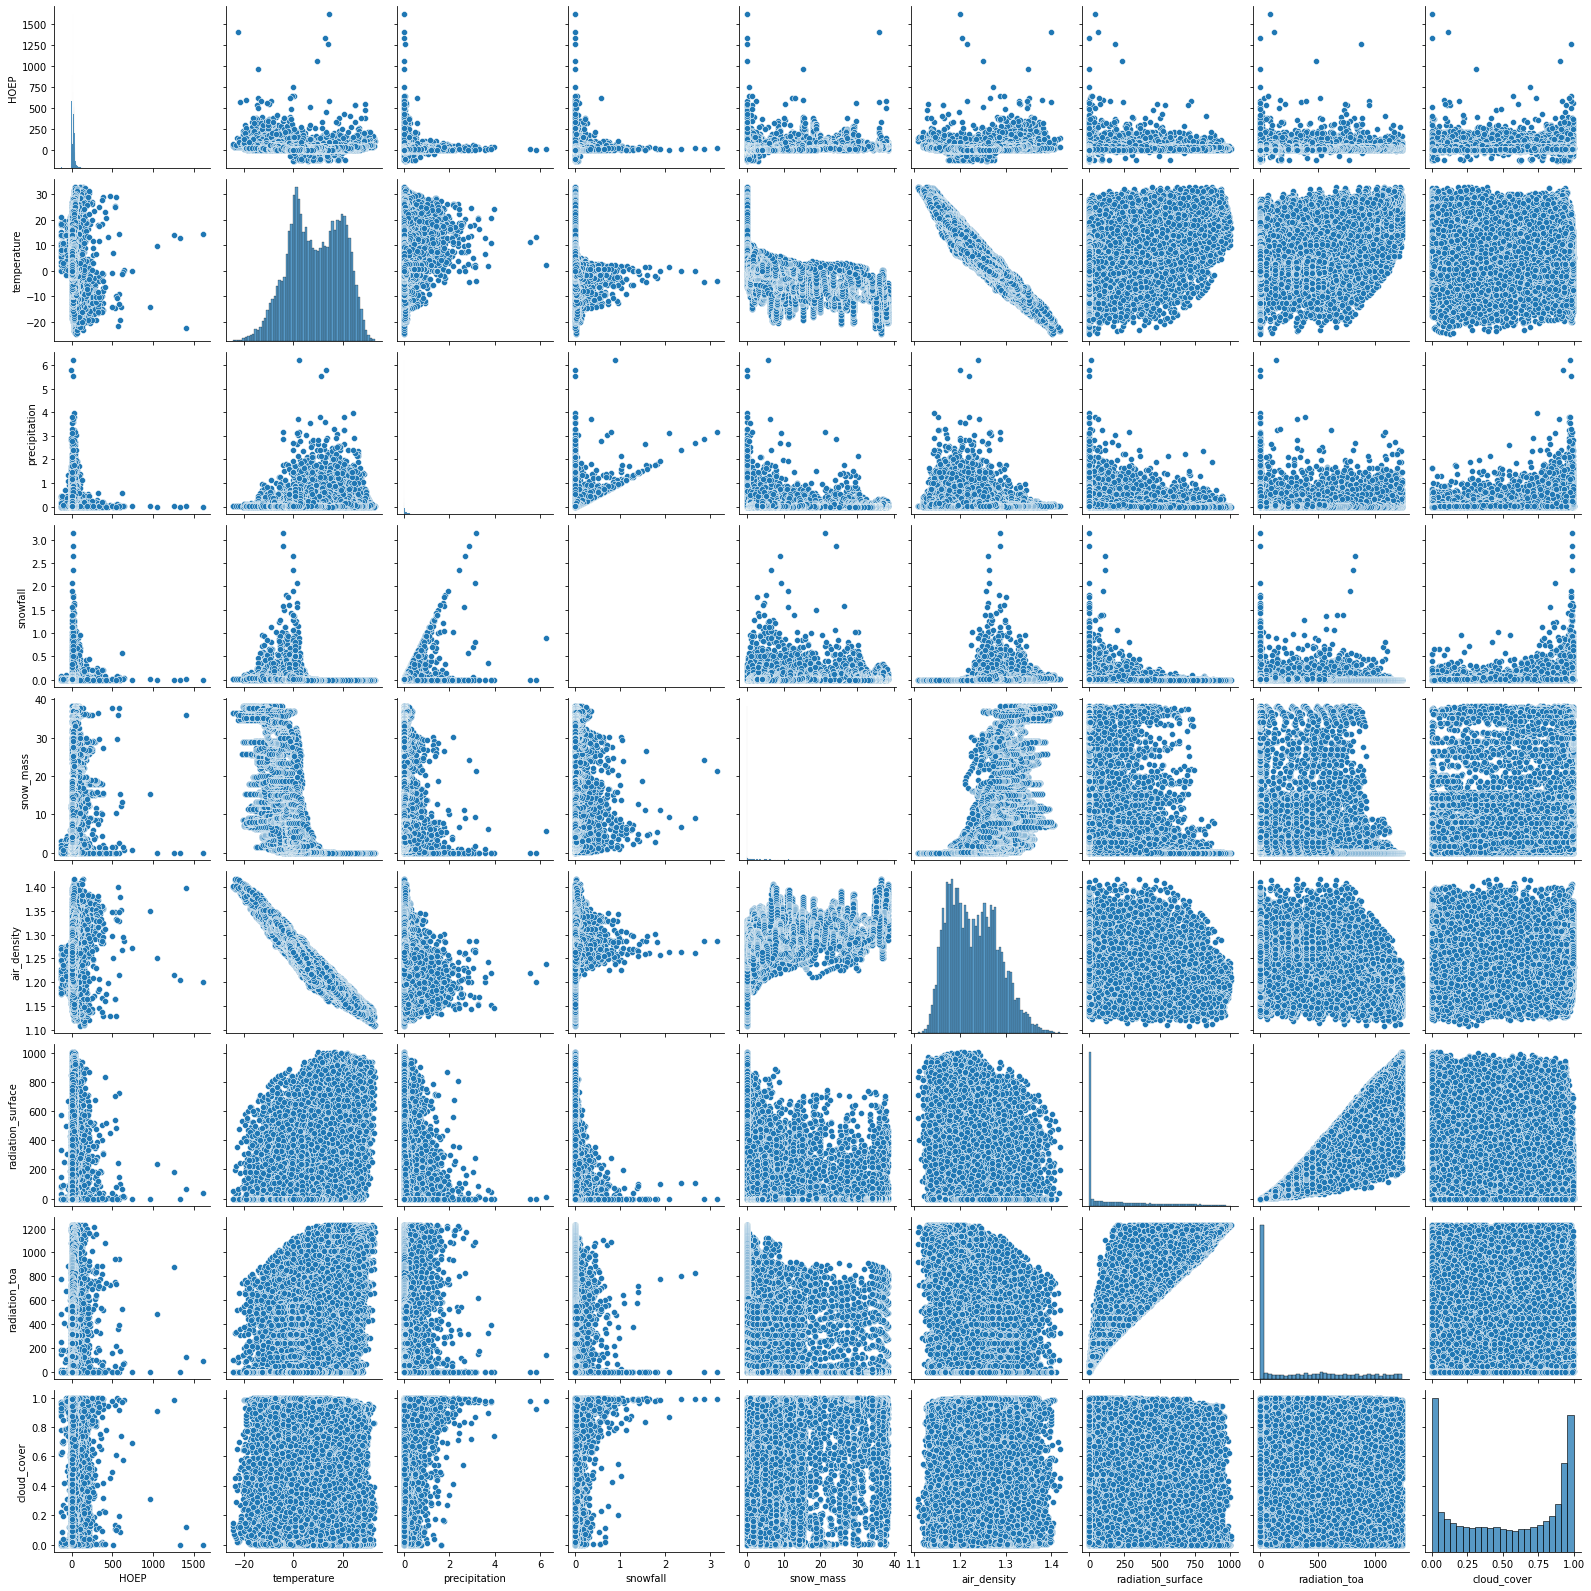 1500
1250
1000
750
500
250
0
HOEP
30
20
10
0
−10
−20
temperature
6
5
4
3
2
1
0
precipitation
3.0
2.5
2.0
1.5
1.0
0.5
0.0
snowfall
40
30
20
10
0
snow_mass
1.40
1.35
1.30
1.25
1.20
1.15
1.10
air_density
1000
800
600
400
200
0
radiation_surface
1200
1000
800
600
400
200
0
radiation_toa
1.0
0.8
0.6
0.4
0.2
0.0
cloud_cover
0 500 1000 1500
HOEP
−20 0 20
temperature
0 2 4 6
precipitation
0 1 2 3
snowfall
0 10 20 30 40
snow_mass
1.1 1.2 1.3 1.4
air_density
0 250 500 750 1000
radiation_surface
0 500 1000
radiation_toa
0.00 0.25 0.50 0.75 1.00
cloud_cover